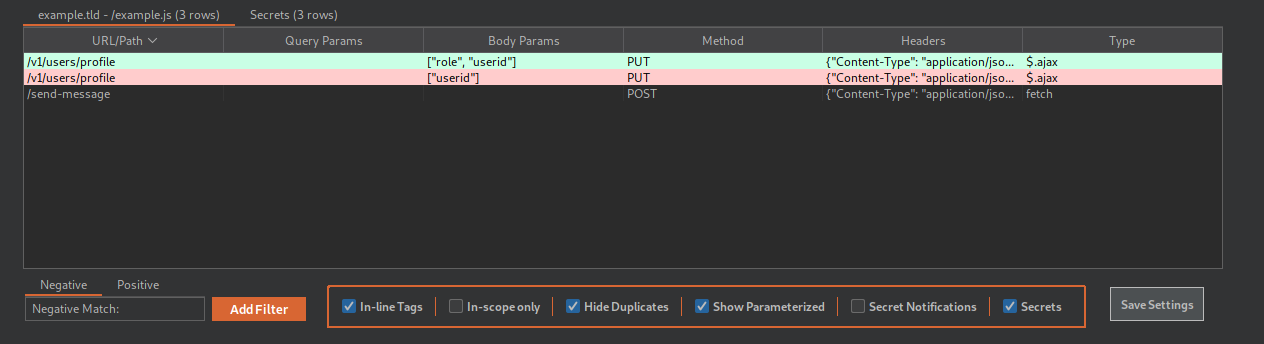 example.tld - /example.js (3 rows) Secrets (3 rows)
URL/Path Query Params Body Params Method Headers Type
/v1/users/profile ["role", "userid"] PUT {"Content-Type": "application/jso... $.ajax
/v1/users/profile ["userid"] PUT {"Content-Type": "application/jso... $.ajax
/send-message POST {"Content-Type": "application/jso... fetch
Negative Positive
Negative Match: Add Filter In-line Tags In-scope only Hide Duplicates Show Parameterized Secret Notifications Secrets Save Settings